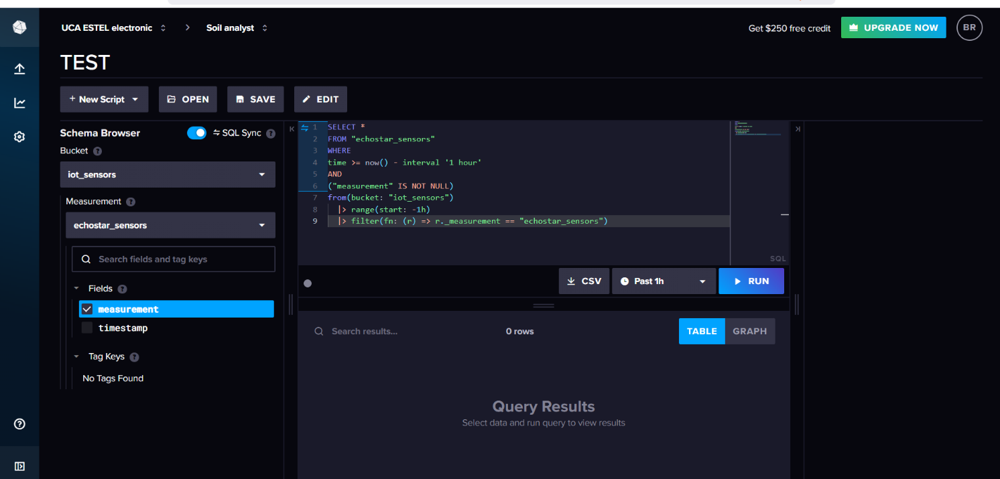 UCA ESTEL electronic
Soil analyst
Get $250 free credit
UPGRADE NOW
BR
TEST
+ New Script
OPEN
SAVE
EDIT
Schema Browser
SQL Sync
Bucket
iot_sensors
Measurement
echostar_sensors
Search fields and tag keys
Fields
measurement
timestamp
Tag Keys
No Tags Found
1 SELECT *
2 FROM "echostar_sensors"
3 WHERE
4 time >= now() - interval '1 hour'
5 AND
6 ("measurement" IS NOT NULL)
7 from(bucket: "iot_sensors")
8   |> range(start: -1h)
9   |> filter(fn: (r) => r._measurement == "echostar_sensors")
SQL
CSV
Past 1h
RUN
Search results...
0 rows
TABLE
GRAPH
Query Results
Select data and run query to view results